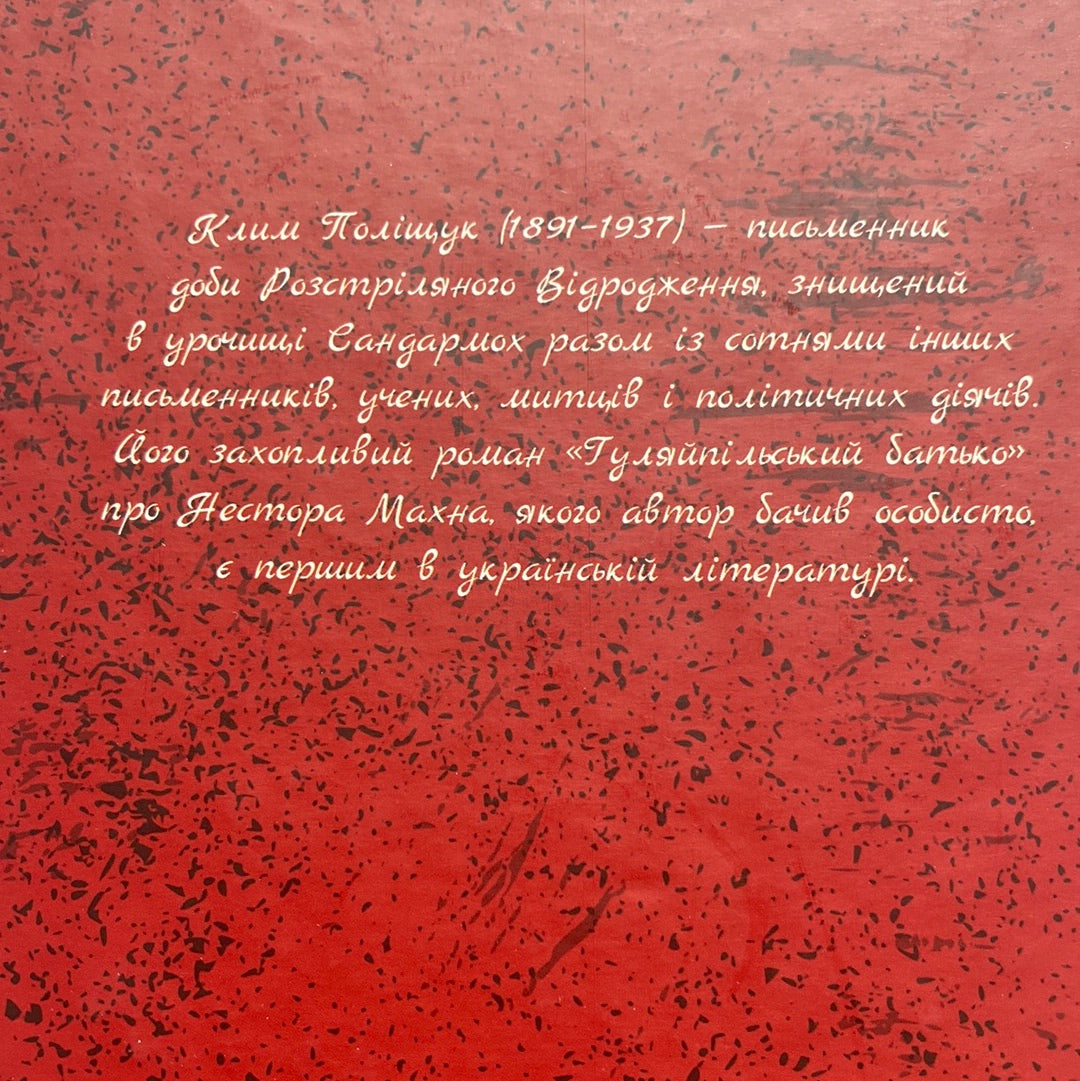 Клим Поліщук (1891–1937) – письменник
доби Розстріляного Відродження, знищений
в урочищі Сандармох разом із сотнями інших
письменників, учених, митців і політичних діячів.
Його захопливий роман «Гуляйпільський батько»
про Нестора Махна, якого автор бачив особисто,
є першим в українській літературі.